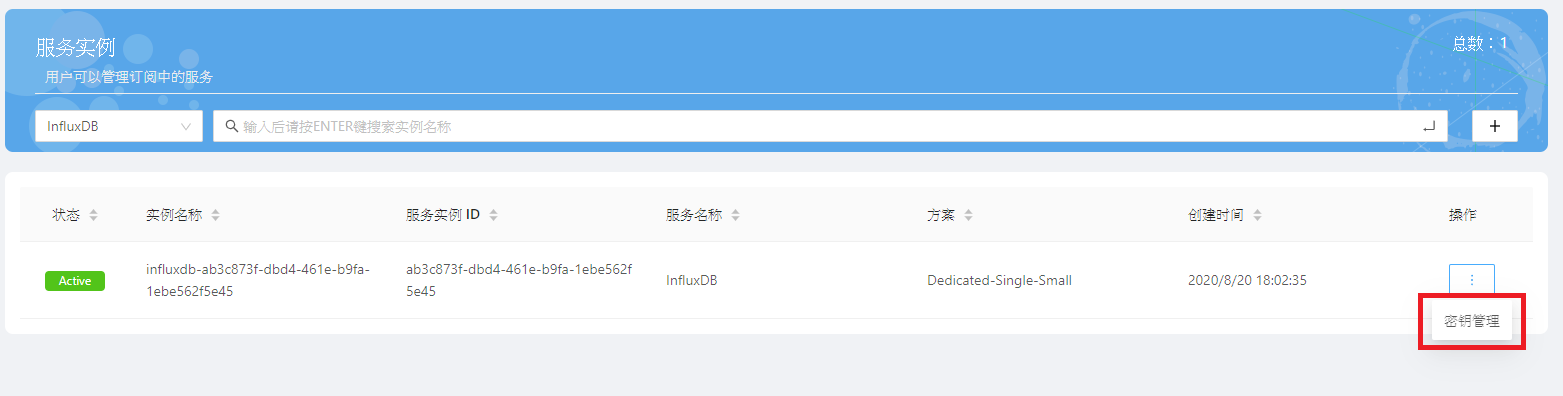 服务实例
总数：1
用户可以管理订阅中的服务
InfluxDB
输入后请按ENTER键搜索实例名称
状态 实例名称 服务实例 ID 服务名称 方案 创建时间 操作
Active
influxdb-ab3c873f-dbd4-461e-b9fa-
1ebe562f5e45
ab3c873f-dbd4-461e-b9fa-1ebe562f
5e45
InfluxDB
Dedicated-Single-Small
2020/8/20 18:02:35
密钥管理